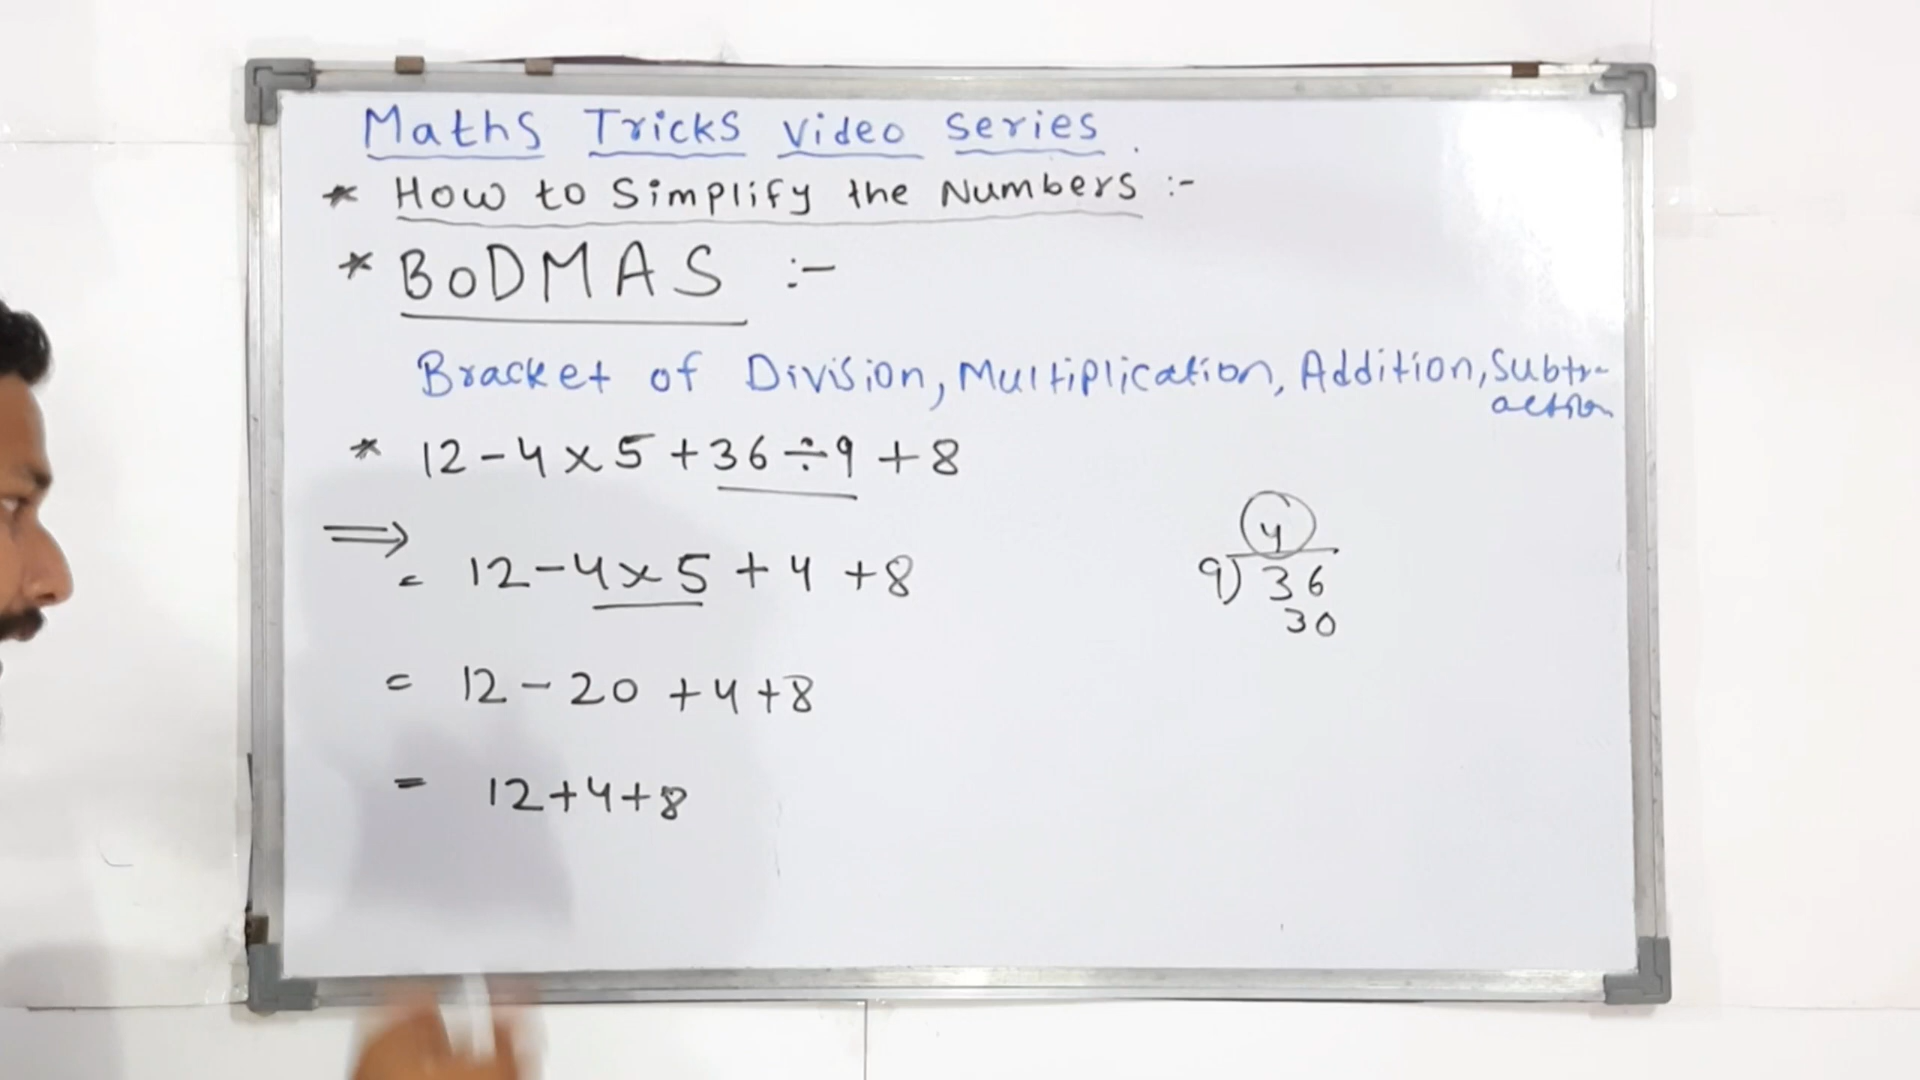 Maths Tricks video series.
* How to Simplify the Numbers :-
* BODMAS :-
Bracket of Division, Multiplication, Addition, Subtr-
action
* 12-4×5+36÷9+8
⟹
= 12-4×5+4+8
= 12-20+4+8
= 12+4+8
4
9)36
30